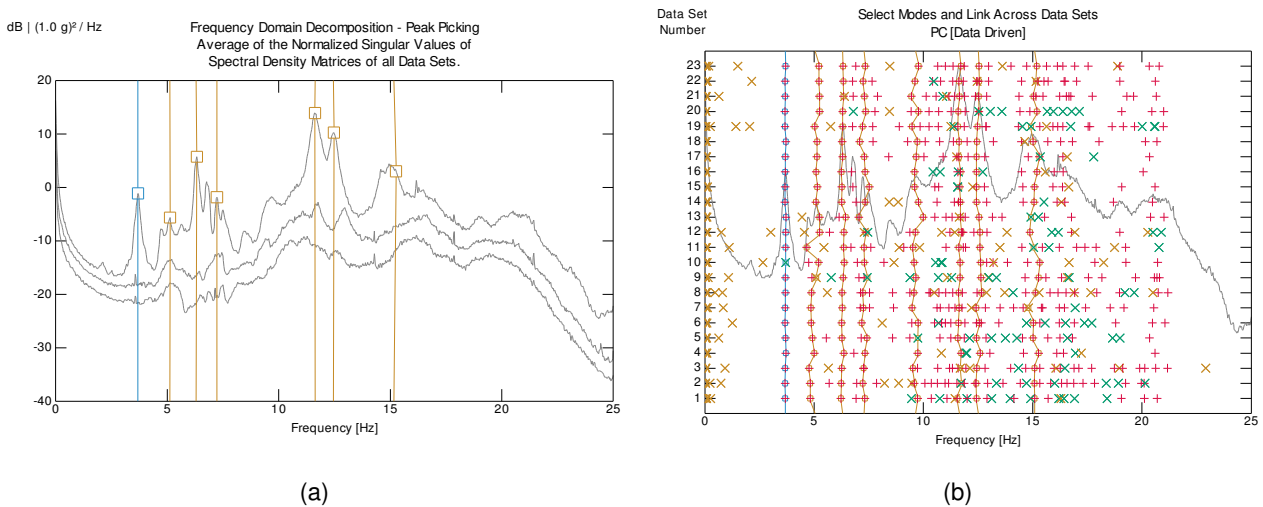 dB | (1.0 g)² / Hz
Frequency Domain Decomposition - Peak Picking
Average of the Normalized Singular Values of
Spectral Density Matrices of all Data Sets.
20
10
0
-10
-20
-30
-40
0 5 10 15 20 25
Frequency [Hz]
(a)
Data Set
Number
Select Modes and Link Across Data Sets
PC [Data Driven]
23
22
21
20
19
18
17
16
15
14
13
12
11
10
9
8
7
6
5
4
3
2
1
0 5 10 15 20 25
Frequency [Hz]
(b)